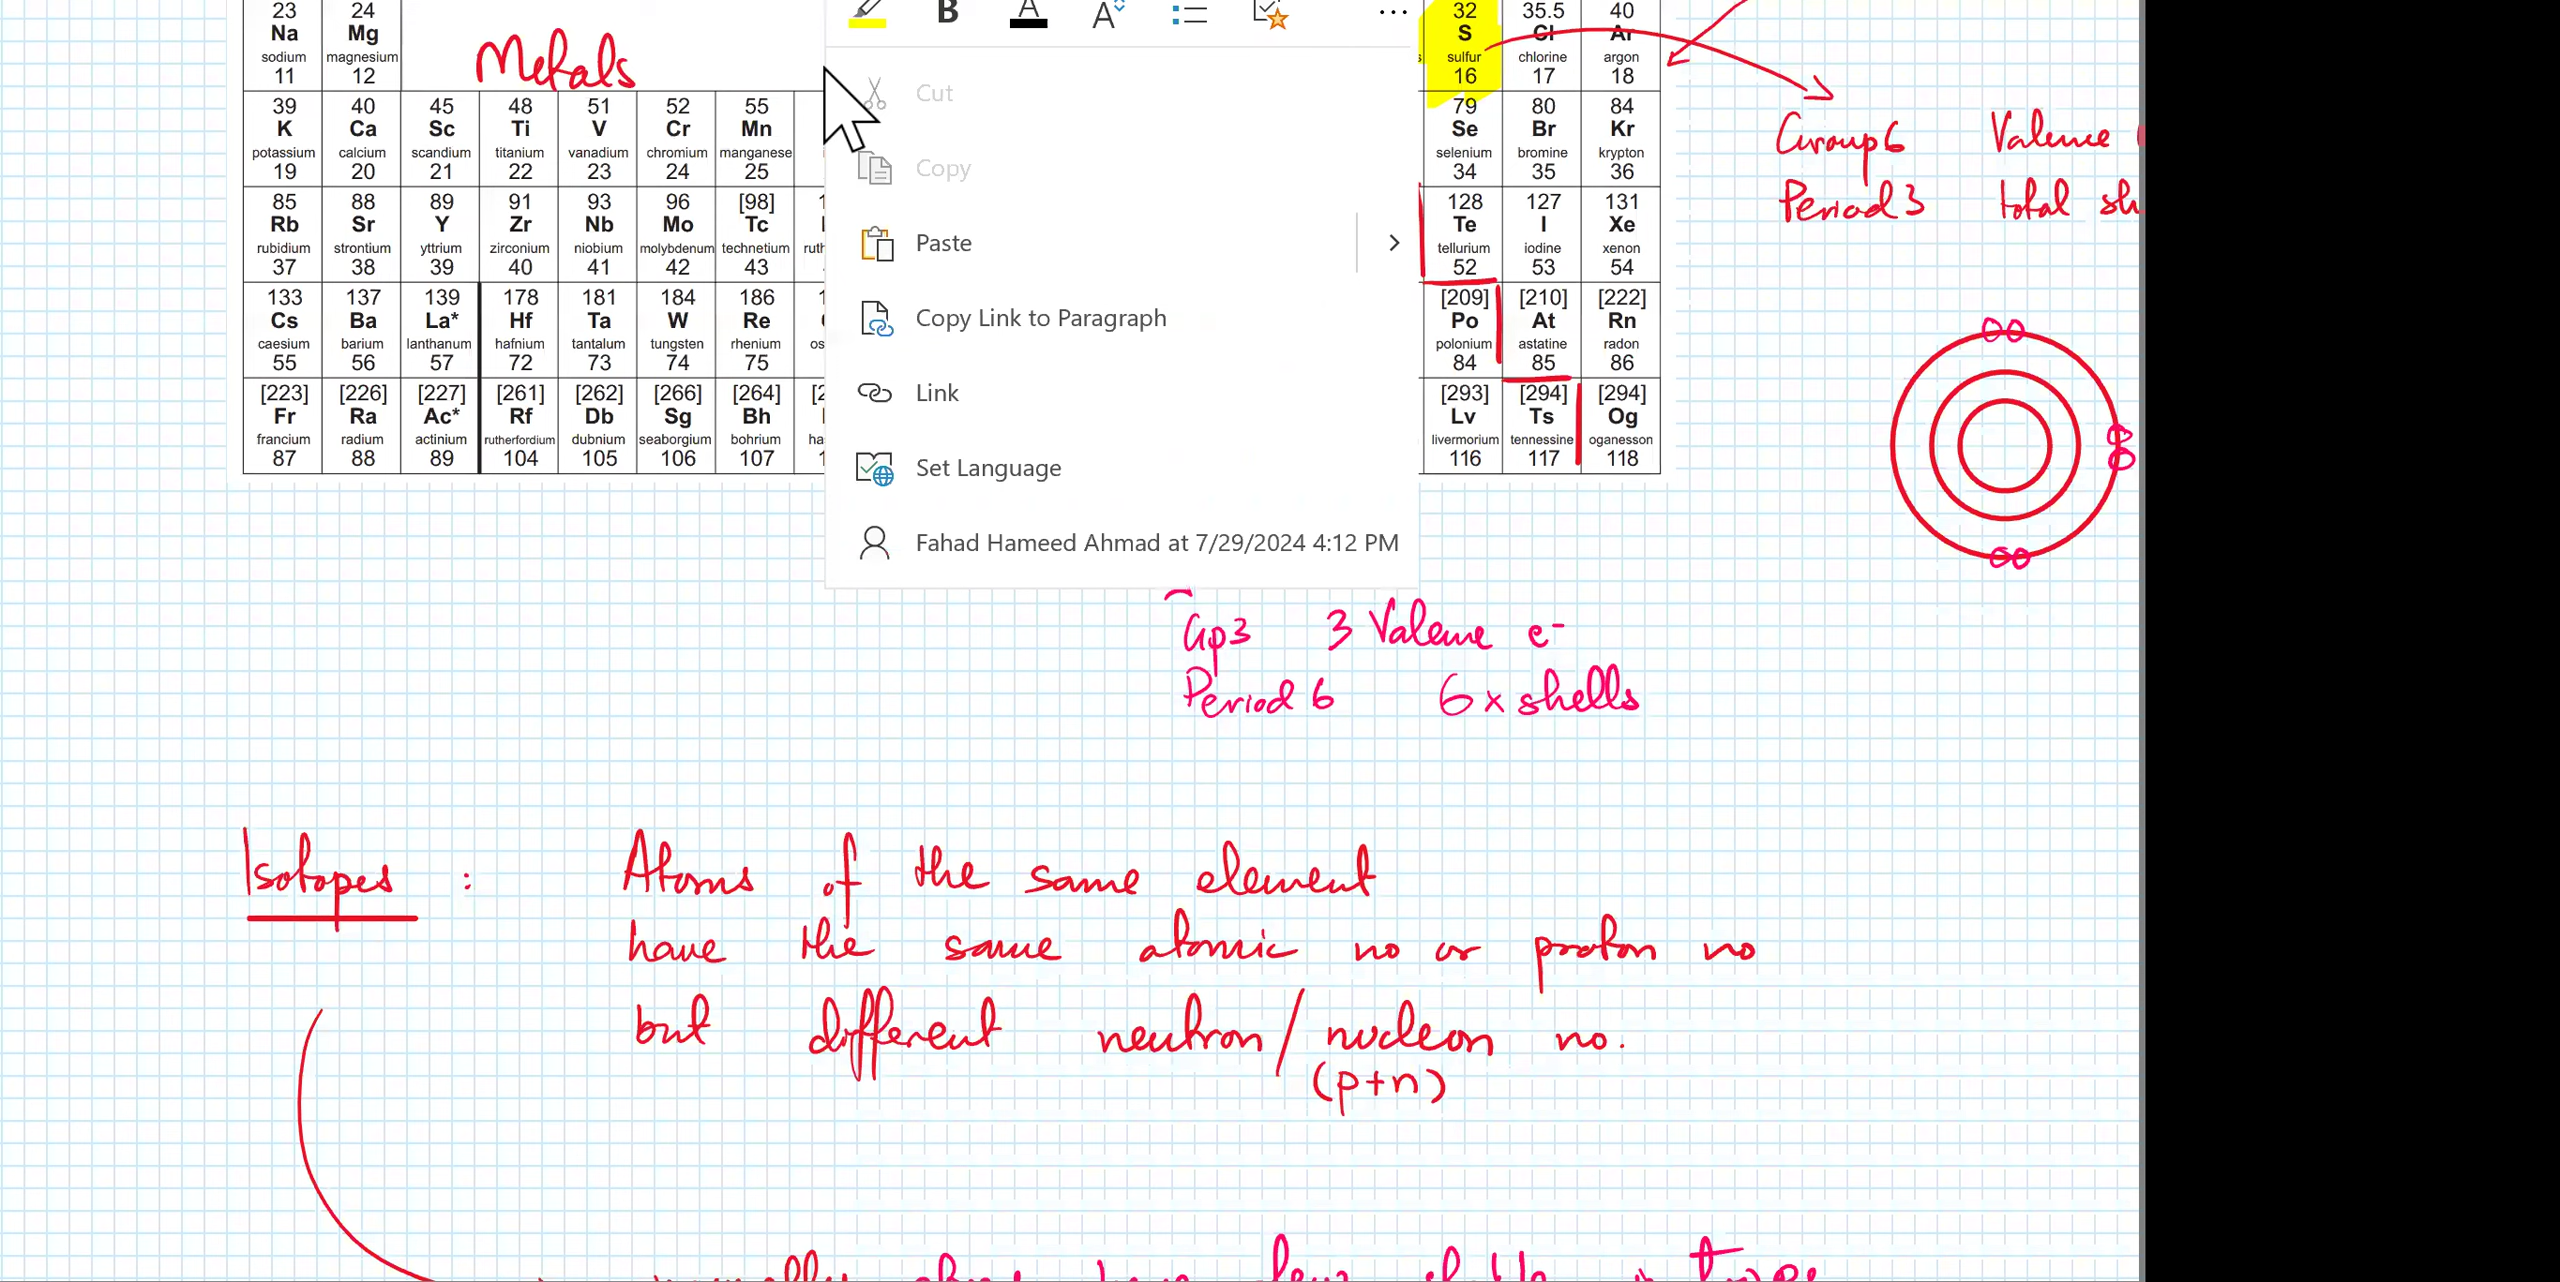 23 24 32 35.5 40
Na Mg S Cl Ar
sodium magnesium sulfur chlorine argon
11 12 16 17 18
Metals
39 40 45 48 51 52 55 79 80 84
K Ca Sc Ti V Cr Mn Se Br Kr
potassium calcium scandium titanium vanadium chromium manganese selenium bromine krypton
19 20 21 22 23 24 25 34 35 36
85 88 89 91 93 96 [98] 128 127 131
Rb Sr Y Zr Nb Mo Tc Te I Xe
rubidium strontium yttrium zirconium niobium molybdenum technetium tellurium iodine xenon
37 38 39 40 41 42 43 52 53 54
133 137 139 178 181 184 186 [209] [210] [222]
Cs Ba La* Hf Ta W Re Po At Rn
caesium barium lanthanum hafnium tantalum tungsten rhenium polonium astatine radon
55 56 57 72 73 74 75 84 85 86
[223] [226] [227] [261] [262] [266] [264] [293] [294] [294]
Fr Ra Ac* Rf Db Sg Bh Lv Ts Og
francium radium actinium rutherfordium dubnium seaborgium bohrium livermorium tennessine oganesson
87 88 89 104 105 106 107 116 117 118
B A A
Cut
Copy
Paste
Copy Link to Paragraph
Link
Set Language
Fahad Hameed Ahmad at 7/29/2024 4:12 PM
Group 6 Valence
Period 3 total sh
Gp3 3 Valence e-
Period 6 6 x shells
Isotopes : Atoms of the same element
have the same atomic no or proton no
but different neutron/nucleon no.
(p+n)